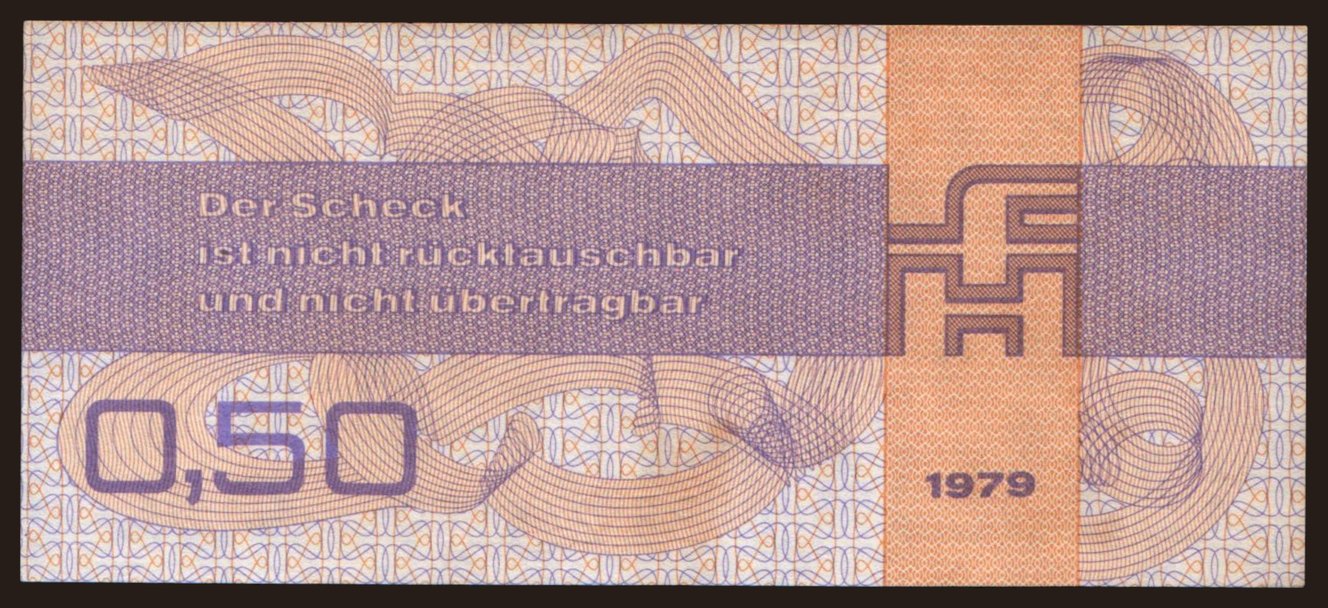 Der Scheck
ist nicht rücktauschbar
und nicht übertragbar
0,50
1979